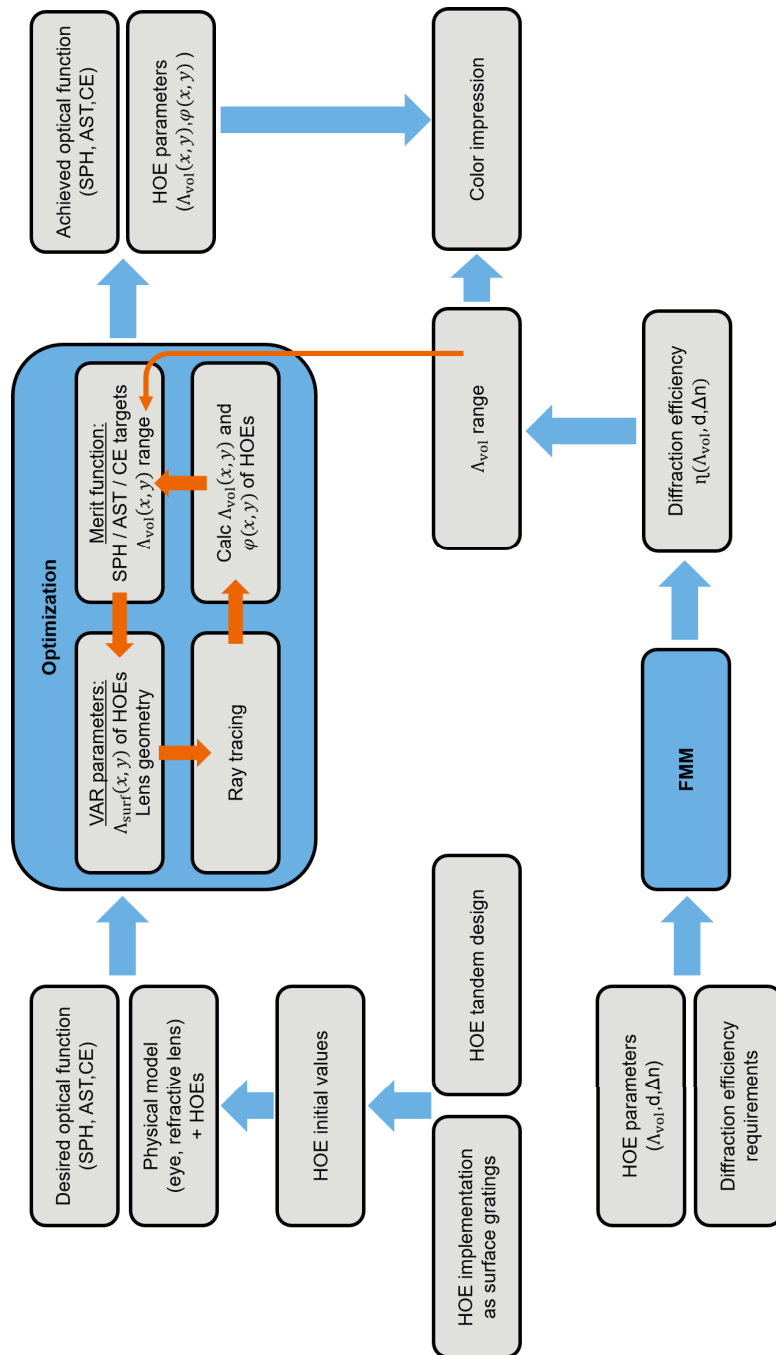 Desired optical function
(SPH, AST,CE)
Physical model
(eye, refractive lens)
+ HOEs
HOE initial values
HOE implementation
as surface gratings
HOE tandem design
Optimization
VAR parameters:
Λsurf(x, y) of HOEs
Lens geometry
Merit function:
SPH / AST / CE targets
Λvol(x, y) range
Ray tracing
Calc Λvol(x, y) and
φ(x, y) of HOEs
Achieved optical function
(SPH, AST,CE)
HOE parameters
(Λvol(x, y),φ(x, y) )
Λvol range
Color impression
HOE parameters
(Λvol,d,Δn)
Diffraction efficiency
requirements
FMM
Diffraction efficiency
η(Λvol, d,Δn)